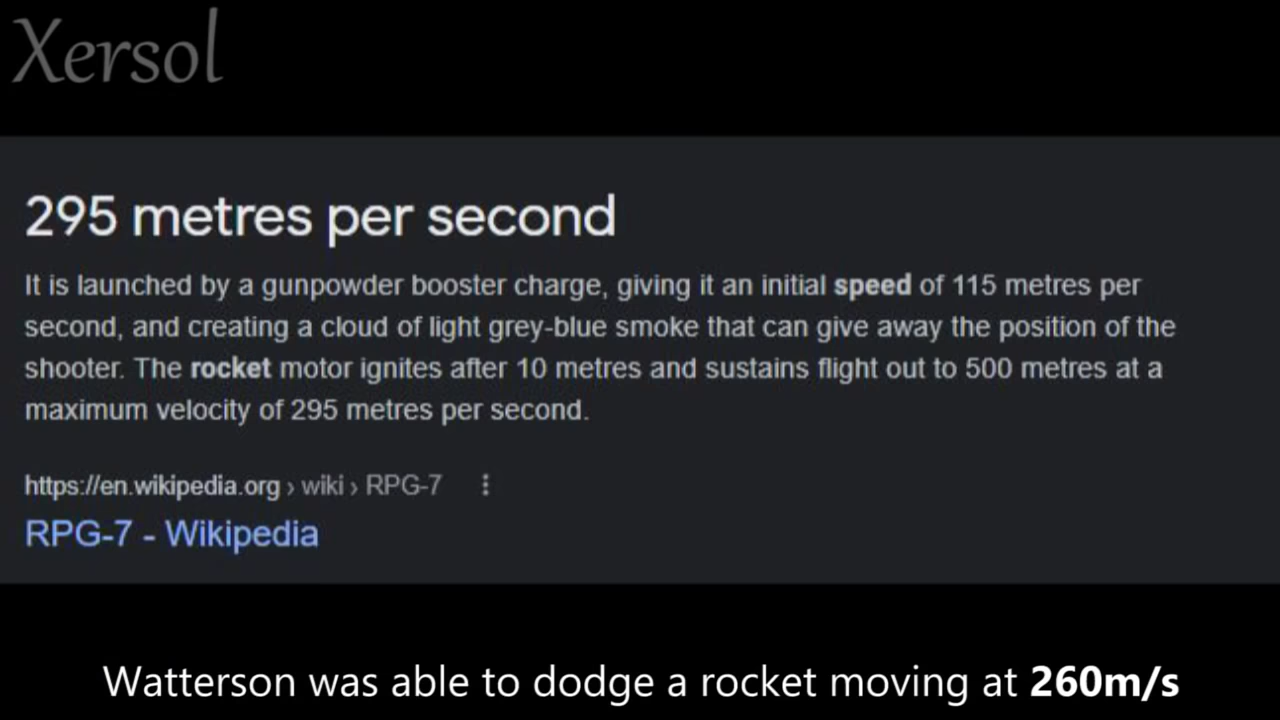 Xersol
295 metres per second
It is launched by a gunpowder booster charge, giving it an initial speed of 115 metres per
second, and creating a cloud of light grey-blue smoke that can give away the position of the
shooter. The rocket motor ignites after 10 metres and sustains flight out to 500 metres at a
maximum velocity of 295 metres per second.
https://en.wikipedia.org › wiki › RPG-7
RPG-7 - Wikipedia
Watterson was able to dodge a rocket moving at 260m/s